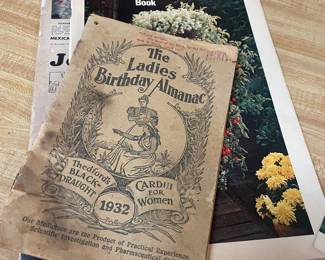 Book
MEXICA
The
Ladies
Birthday Almanac
Thedford's
BLACK-
DRAUGHT
CARDUI
FOR
Women
1932
Our Medicines are the Product of Practical Experience,
Scientific Investigation and Pharmaceutical